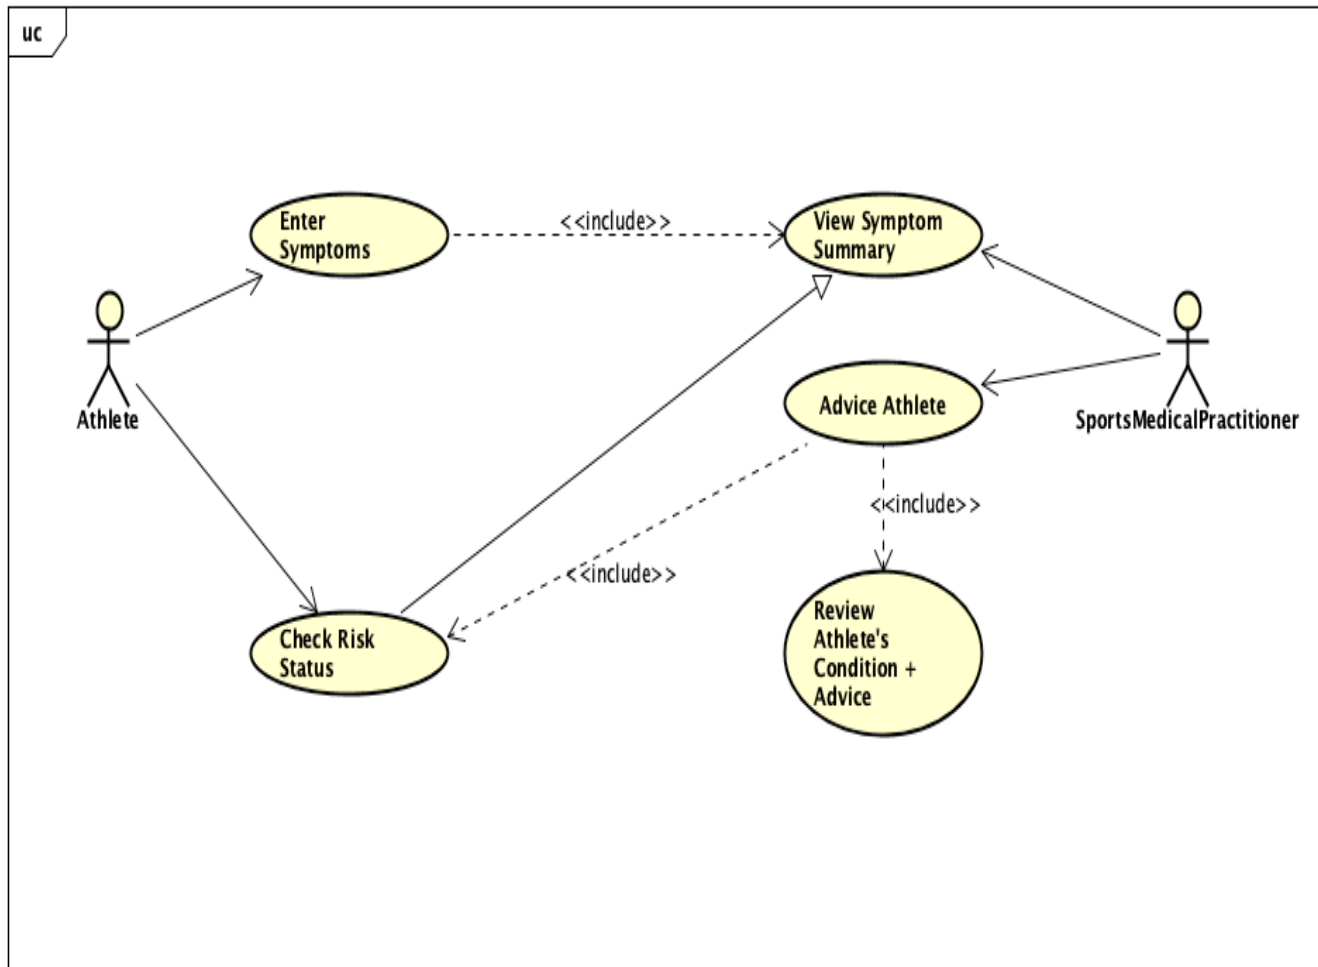 uc
Enter
Symptoms
<<include>>
View Symptom
Summary
Athlete
Advice Athlete
SportsMedicalPractitioner
<<include>>
<<include>>
Check Risk
Status
Review
Athlete's
Condition +
Advice